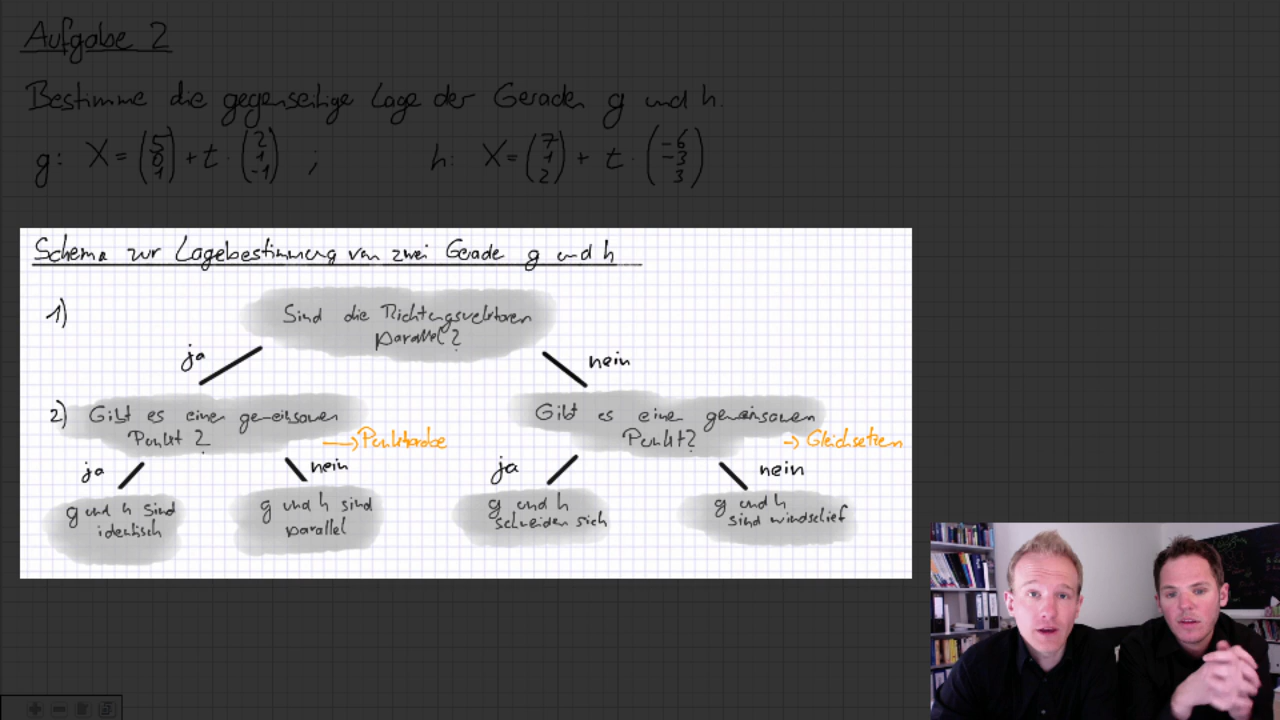 Aufgabe 2
Bestimme die gegenseitige Lage der Geraden g und h.
g: X = (5 0 1) + t · (2 1 -1) ; h: X = (7 1 2) + t · (-6 -3 3)
Schema zur Lagebestimmung von zwei Gerade g und h
1) Sind die Richtungsvektoren
parallel?
ja nein
2) Gibt es einen gemeinsamen Gibt es eine gemeinsamen
Punkt? → Punktprobe Punkt? → Gleichsetzen
ja nein ja nein
g und h sind g und h sind g und h g und h
identisch parallel schneiden sich sind windschief